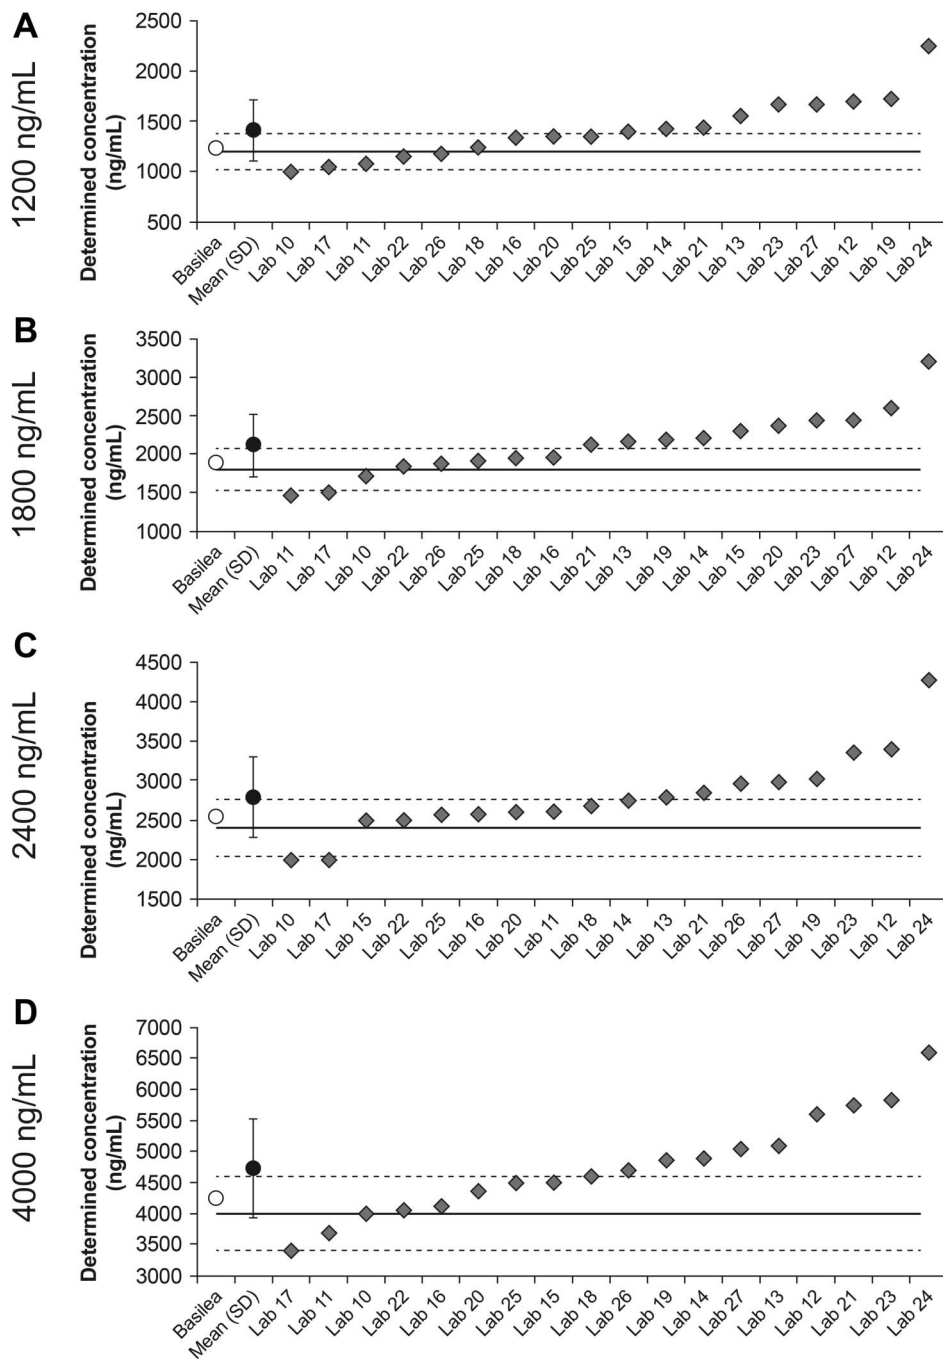 A
1200 ng/mL
Determined concentration
(ng/mL)
2500
2000
1500
1000
500
Basilea
Mean (SD)
Lab 10
Lab 17
Lab 11
Lab 22
Lab 26
Lab 18
Lab 16
Lab 20
Lab 25
Lab 15
Lab 14
Lab 21
Lab 13
Lab 23
Lab 27
Lab 12
Lab 19
Lab 24
B
1800 ng/mL
Determined concentration
(ng/mL)
3500
3000
2500
2000
1500
1000
Basilea
Mean (SD)
Lab 11
Lab 17
Lab 10
Lab 22
Lab 26
Lab 25
Lab 18
Lab 16
Lab 21
Lab 13
Lab 19
Lab 14
Lab 15
Lab 20
Lab 23
Lab 27
Lab 12
Lab 24
C
2400 ng/mL
Determined concentration
(ng/mL)
4500
4000
3500
3000
2500
2000
1500
Basilea
Mean (SD)
Lab 10
Lab 17
Lab 15
Lab 22
Lab 25
Lab 16
Lab 20
Lab 11
Lab 18
Lab 14
Lab 13
Lab 21
Lab 26
Lab 27
Lab 19
Lab 23
Lab 12
Lab 24
D
4000 ng/mL
Determined concentration
(ng/mL)
7000
6500
6000
5500
5000
4500
4000
3500
3000
Basilea
Mean (SD)
Lab 17
Lab 11
Lab 10
Lab 22
Lab 16
Lab 20
Lab 25
Lab 15
Lab 18
Lab 26
Lab 19
Lab 14
Lab 27
Lab 13
Lab 12
Lab 21
Lab 23
Lab 24